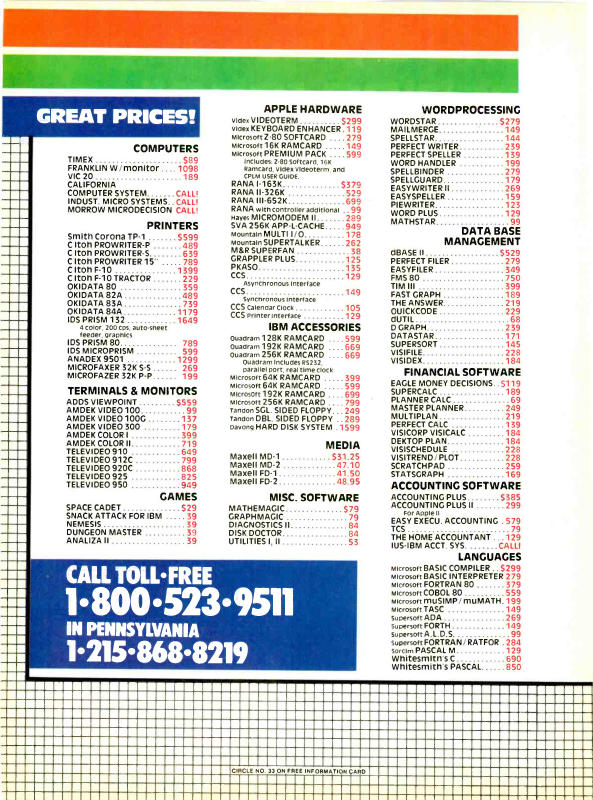 GREAT PRICES!
COMPUTERS
TIMEX $89
FRANKLIN W/monitor .... 1098
VIC 20 189
CALIFORNIA
COMPUTER SYSTEM...... CALL!
INDUST. MICRO SYSTEMS.. CALL!
MORROW MICRODECISION CALL!
PRINTERS
Smith Corona TP-1 .. $599
C Itoh PROWRITER-P 489
C Itoh PROWRITER-S. 639
C Itoh PROWRITER 15" 789
C Itoh F-10 1399
C Itoh F-10 TRACTOR 229
OKIDATA 80 359
OKIDATA 82A 489
OKIDATA 83A 739
OKIDATA 84A 1179
IDS PRISM 132 1649
4 color, 200 cps, auto-sheet
feeder, graphics
IDS PRISM 80 789
IDS MICROPRISM 599
ANADEX 9501 1299
MICROFAXER 32K S-S 269
MICROFAZER 32K P-P 199
TERMINALS & MONITORS
ADDS VIEWPOINT $559
AMDEK VIDEO 100 99
AMDEK VIDEO 100G 137
AMDEK VIDEO 300 179
AMDEK COLOR I 399
AMDEK COLOR II 719
TELEVIDEO 910 649
TELEVIDEO 912C 799
TELEVIDEO 920C 868
TELEVIDEO 925 825
TELEVIDEO 950 949
GAMES
SPACE CADET $29
SNACK ATTACK FOR IBM 39
NEMESIS 39
DUNGEON MASTER 39
ANALIZA II 39
APPLE HARDWARE
Videx VIDEOTERM $299
Videx KEYBOARD ENHANCER. 119
Microsoft Z-80 SOFTCARD 279
Microsoft 16K RAMCARD 149
Microsoft PREMIUM PACK 599
Includes: Z-80 Softcard, 16K
Ramcard, Videx Videoterm, and
CP/M USER GUIDE.
RANA I-163K $379
RANA II-326K 529
RANA III-652K 699
RANA with controller additional .. 99
Hayes MICROMODEM II 289
SVA 256K APP-L-CACHE 949
Mountain MULTI I/O 178
Mountain SUPERTALKER 262
M&R SUPERFAN 38
GRAPPLER PLUS 125
PKASO 135
CCS 129
Asynchronous Interface
CCS 149
Synchronous Interface
CCS Calendar Clock 105
CCS Printer Interface 129
IBM ACCESSORIES
Quadram 128K RAMCARD 599
Quadram 192K RAMCARD 669
Quadram 256K RAMCARD 669
Quadram Includes RS232,
parallel port, real time clock
Microsoft 64K RAMCARD 399
Microsoft 64K RAMCARD 599
Microsoft 192K RAMCARD 699
Microsoft 256K RAMCARD 799
Tandon SGL. SIDED FLOPPY 249
Tandon DBL. SIDED FLOPPY 289
Davong HARD DISK SYSTEM 1599
MEDIA
Maxell MD-1 $31.25
Maxell MD-2 47.10
Maxell FD-1 41.50
Maxell FD-2 48.95
MISC. SOFTWARE
MATHEMAGIC $79
GRAPHMAGIC 79
DIAGNOSTICS II 84
DISK DOCTOR 84
UTILITIES I, II 53
WORDPROCESSING
WORDSTAR $279
MAILMERGE 149
SPELLSTAR 144
PERFECT WRITER 239
PERFECT SPELLER 139
WORD HANDLER 199
SPELLBINDER 279
SPELLGUARD 179
EASYWRITER II 269
EASYSPELLER 159
PIEWRITER 123
WORD PLUS 129
MATHSTAR 99
DATA BASE
MANAGEMENT
dBASE II $529
PERFECT FILER 279
EASYFILER 349
FMS 80 750
TIM III 399
FAST GRAPH 189
THE ANSWER 219
QUICKCODE 229
dUTIL 68
D GRAPH 239
DATASTAR 171
SUPERSORT 145
VISIFILE 228
VISIDEX 184
FINANCIAL SOFTWARE
EAGLE MONEY DECISIONS $119
SUPERCALC 189
PLANNER CALC 69
MASTER PLANNER 249
MULTIPLAN 219
PERFECT CALC 139
VISICORP VISICALC 184
DEKTOP PLAN 184
VISISCHEDULE 228
VISITREND/PLOT 228
SCRATCHPAD 259
STATSGRAPH 169
ACCOUNTING SOFTWARE
ACCOUNTING PLUS $385
ACCOUNTING PLUS II 299
For Apple II
EASY EXECU. ACCOUNTING 579
TCS 79
THE HOME ACCOUNTANT 129
IUS-IBM ACCT. SYS. CALL!
LANGUAGES
Microsoft BASIC COMPILER $299
Microsoft BASIC INTERPRETER 279
Microsoft FORTRAN 80 379
Microsoft COBOL 80 559
Microsoft muSIMP/muMATH 199
Microsoft TASC 149
Supersoft ADA 269
Supersoft FORTH 149
Supersoft A.L.D.S. 99
Supersoft FORTRAN/RATFOR 284
Sorcim PASCAL M 129
Whitesmith's C 690
Whitesmith's PASCAL 850
CALL TOLL·FREE
1·800·523·9511
IN PENNSYLVANIA
1·215·868·8219
CIRCLE NO. 33 ON FREE INFORMATION CARD